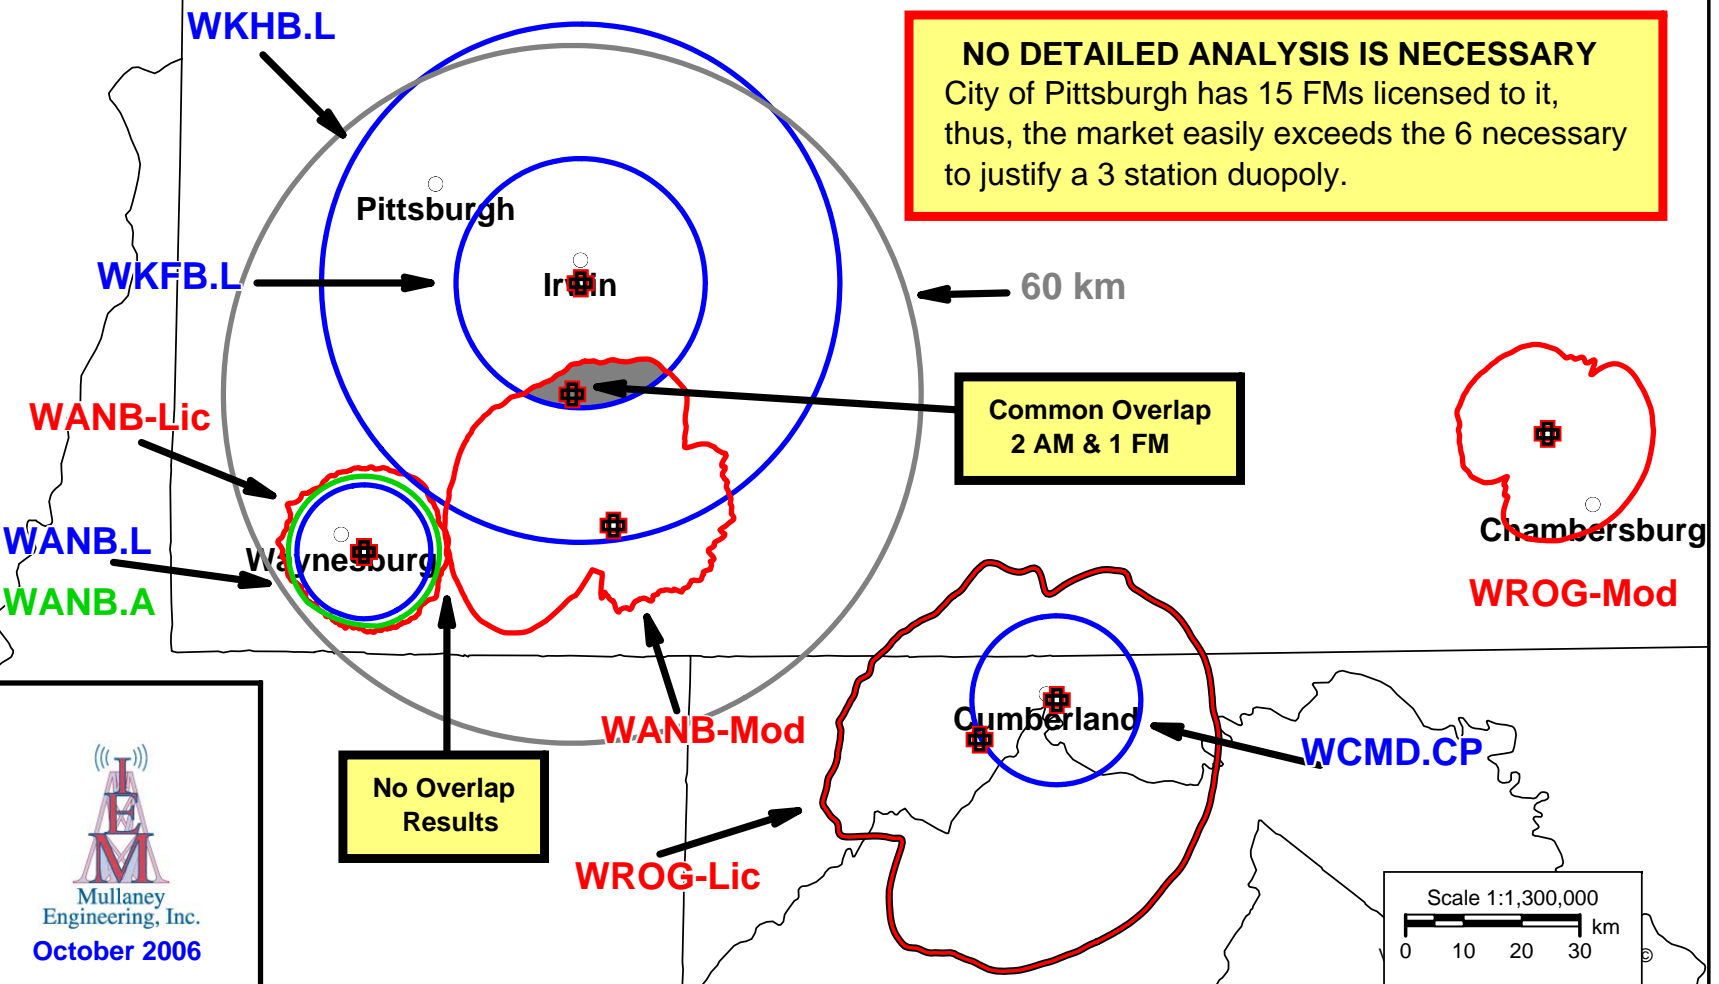 WKHB.L
NO DETAILED ANALYSIS IS NECESSARY
City of Pittsburgh has 15 FMs licensed to it,
thus, the market easily exceeds the 6 necessary
to justify a 3 station duopoly.
Pittsburgh
WKFB.L
Irwin
60 km
WANB-Lic
Common Overlap
2 AM & 1 FM
WANB.L
WANB.A
Waynesburg
Chambersburg
WROG-Mod
WANB-Mod
Cumberland
WCMD.CP
No Overlap
Results
WROG-Lic
IEM
Mullaney
Engineering, Inc.
October 2006
Scale 1:1,300,000
km
0 10 20 30
©